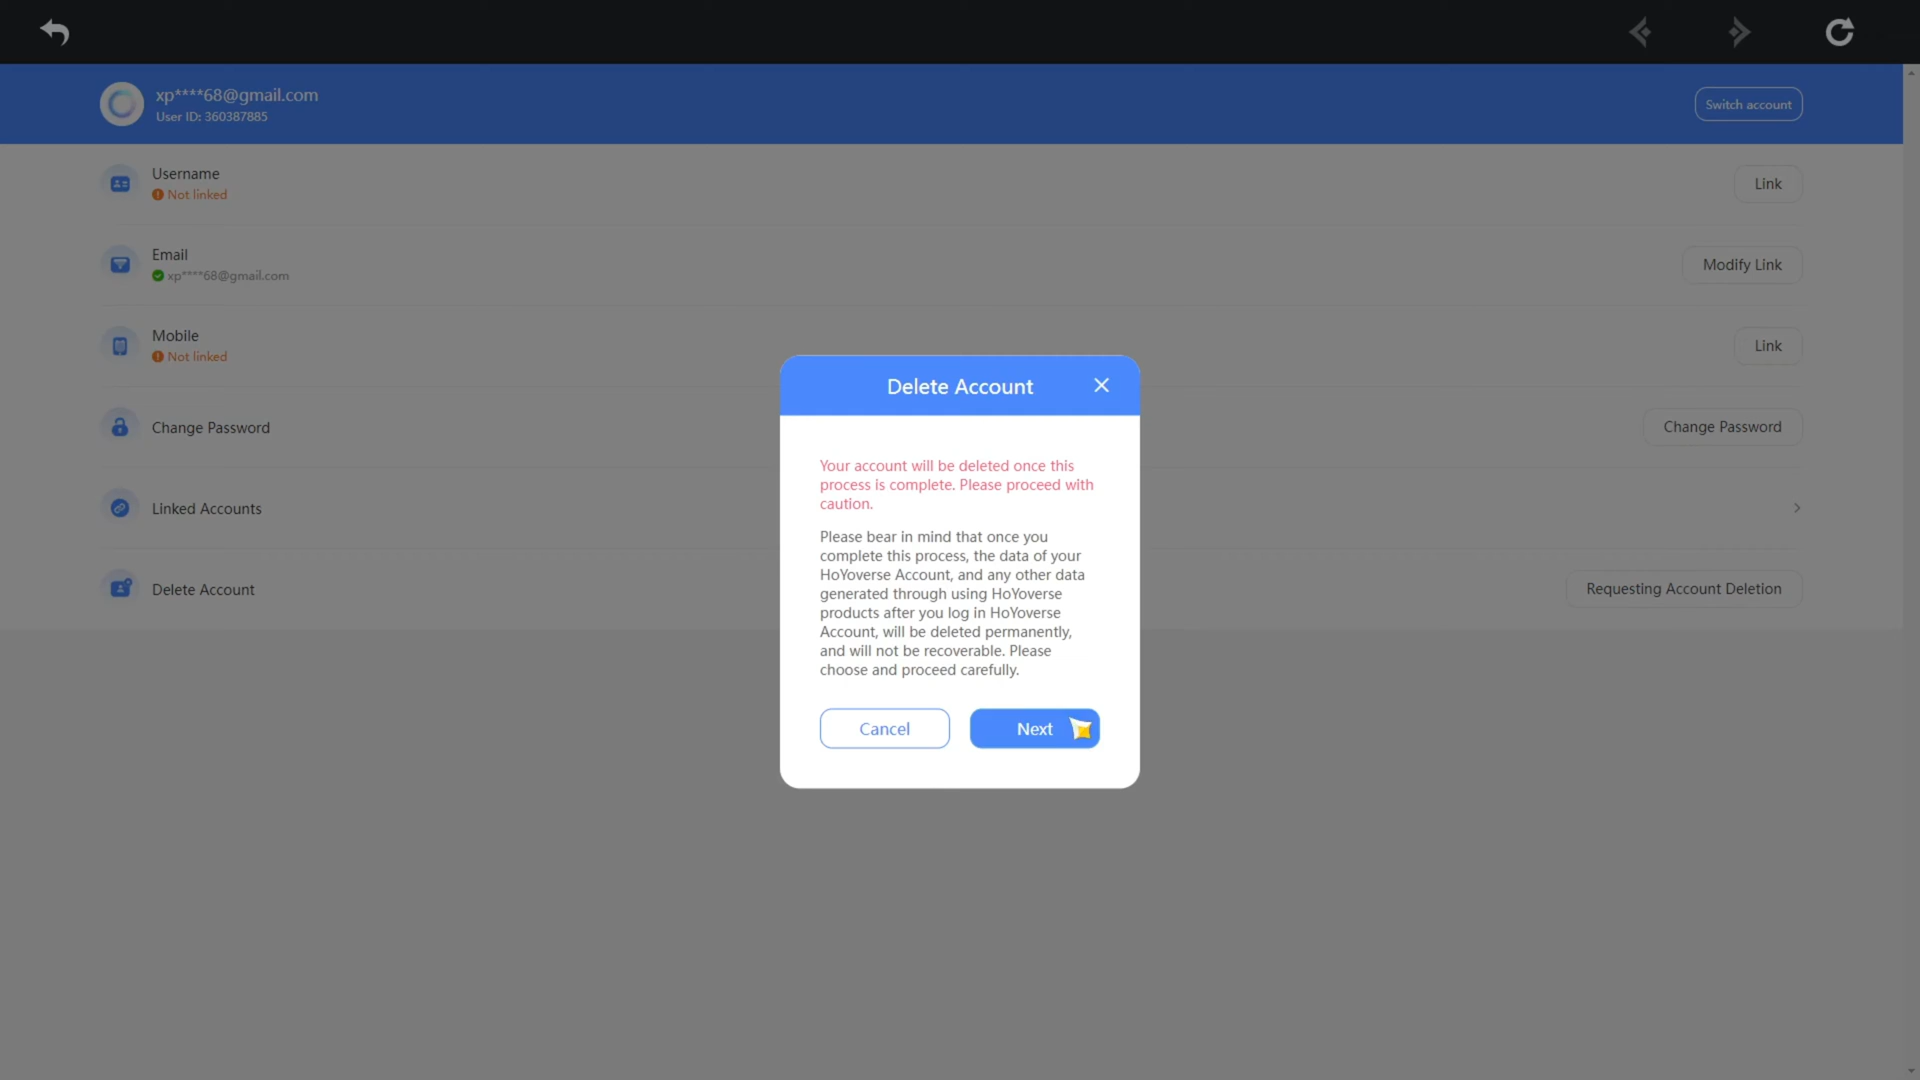 xp****68@gmail.com
User ID: 360387885
Switch account
Username
Not linked
Link
Email
xp****68@gmail.com
Modify Link
Mobile
Not linked
Link
Change Password
Change Password
Linked Accounts
Delete Account
Requesting Account Deletion
Delete Account
Your account will be deleted once this
process is complete. Please proceed with
caution.
Please bear in mind that once you
complete this process, the data of your
HoYoverse Account, and any other data
generated through using HoYoverse
products after you log in HoYoverse
Account, will be deleted permanently,
and will not be recoverable. Please
choose and proceed carefully.
Cancel
Next